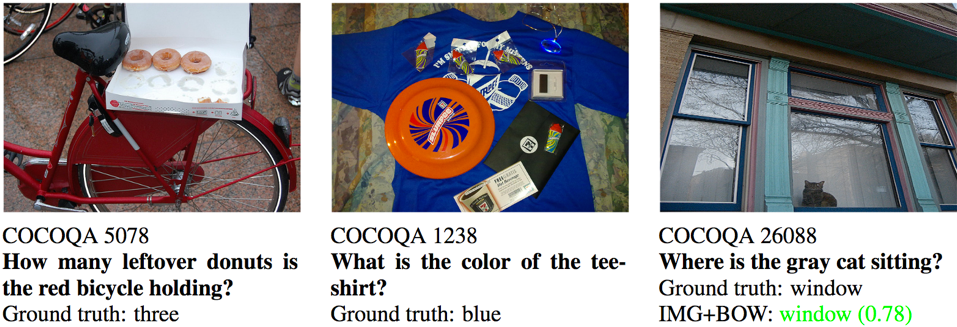 I'M
FREE
COCOQA 5078
How many leftover donuts is
the red bicycle holding?
Ground truth: three
COCOQA 1238
What is the color of the tee-
shirt?
Ground truth: blue
COCOQA 26088
Where is the gray cat sitting?
Ground truth: window
IMG+BOW: window (0.78)